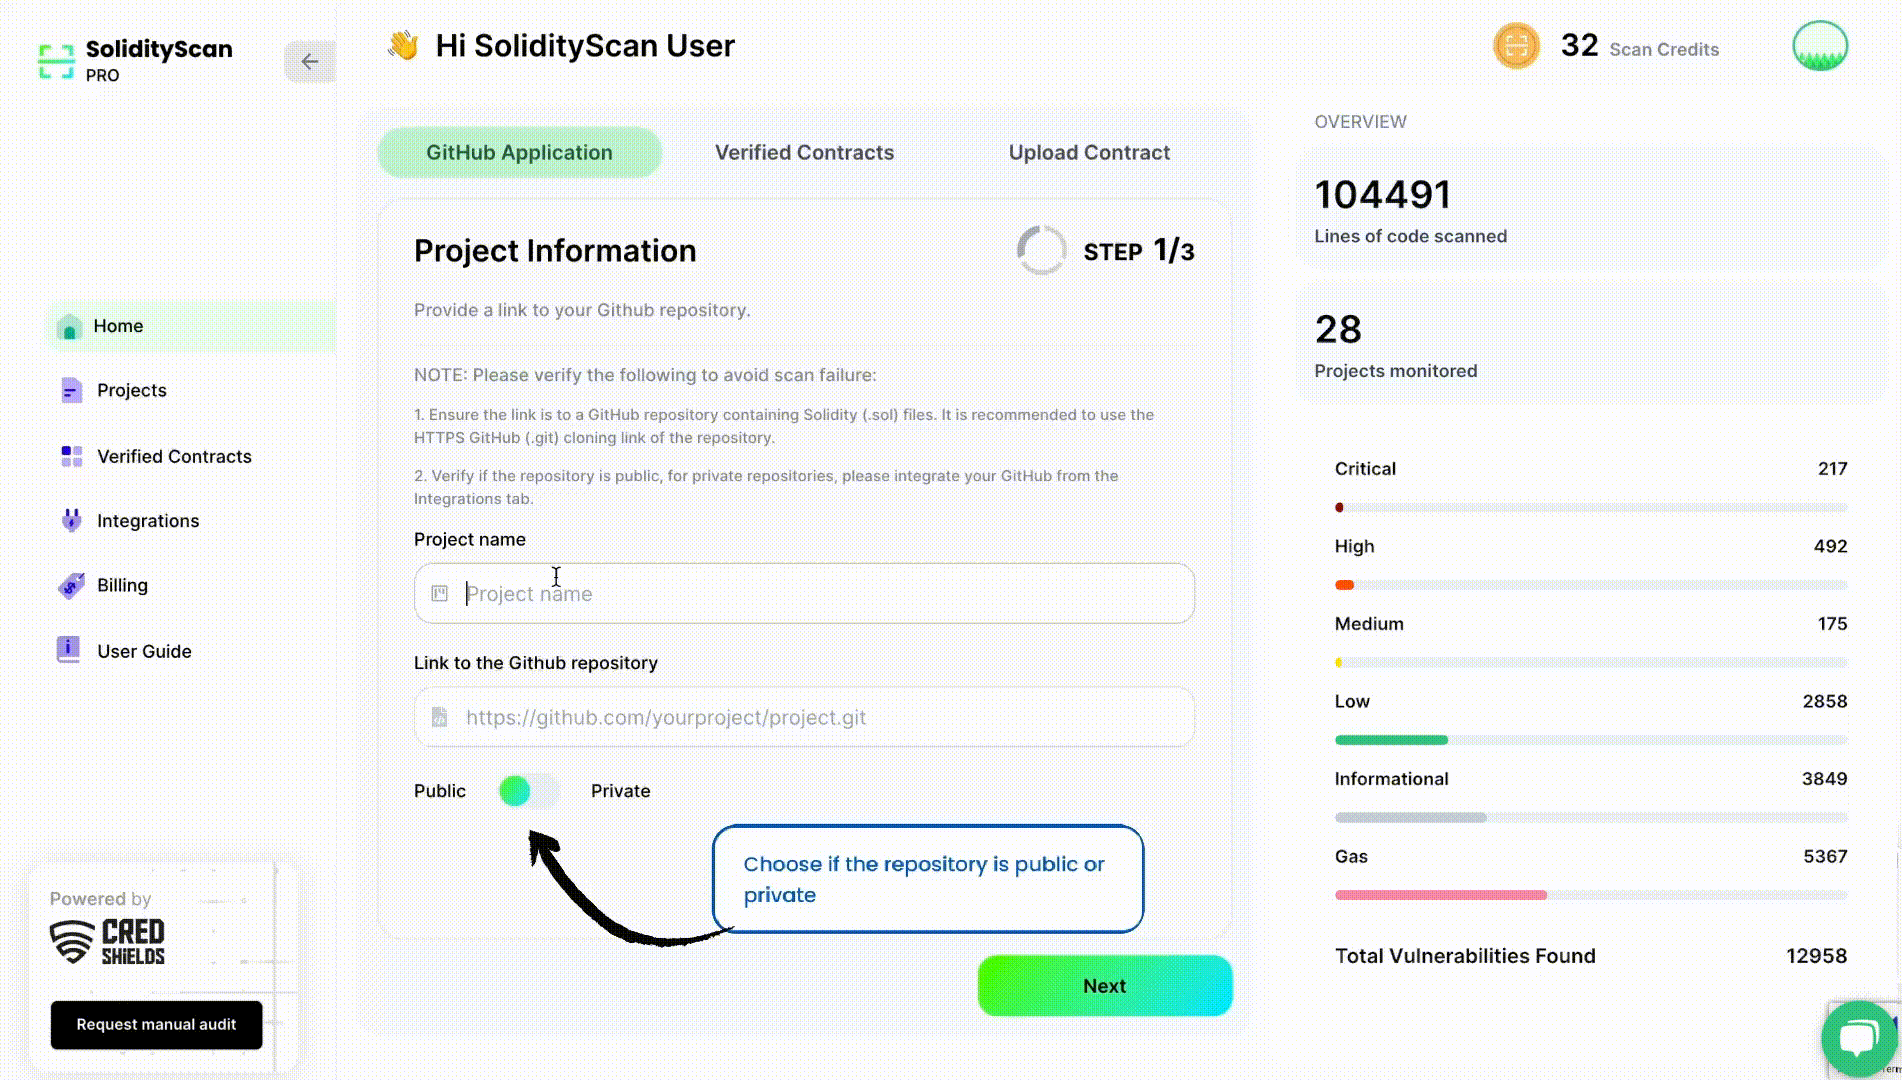 SolidityScan
PRO
Home
Projects
Verified Contracts
Integrations
Billing
User Guide
Powered by
CRED
SHiELDS
Request manual audit
👋 Hi SolidityScan User
32 Scan Credits
GitHub Application
Verified Contracts
Upload Contract
Project Information
STEP 1/3
Provide a link to your Github repository.
NOTE: Please verify the following to avoid scan failure:
1. Ensure the link is to a GitHub repository containing Solidity (.sol) files. It is recommended to use the
HTTPS GitHub (.git) cloning link of the repository.
2. Verify if the repository is public, for private repositories, please integrate your GitHub from the
Integrations tab.
Project name
Project name
Link to the Github repository
https://github.com/yourproject/project.git
Public
Private
Choose if the repository is public or
private
Next
OVERVIEW
104491
Lines of code scanned
28
Projects monitored
Critical 217
High 492
Medium 175
Low 2858
Informational 3849
Gas 5367
Total Vulnerabilities Found 12958